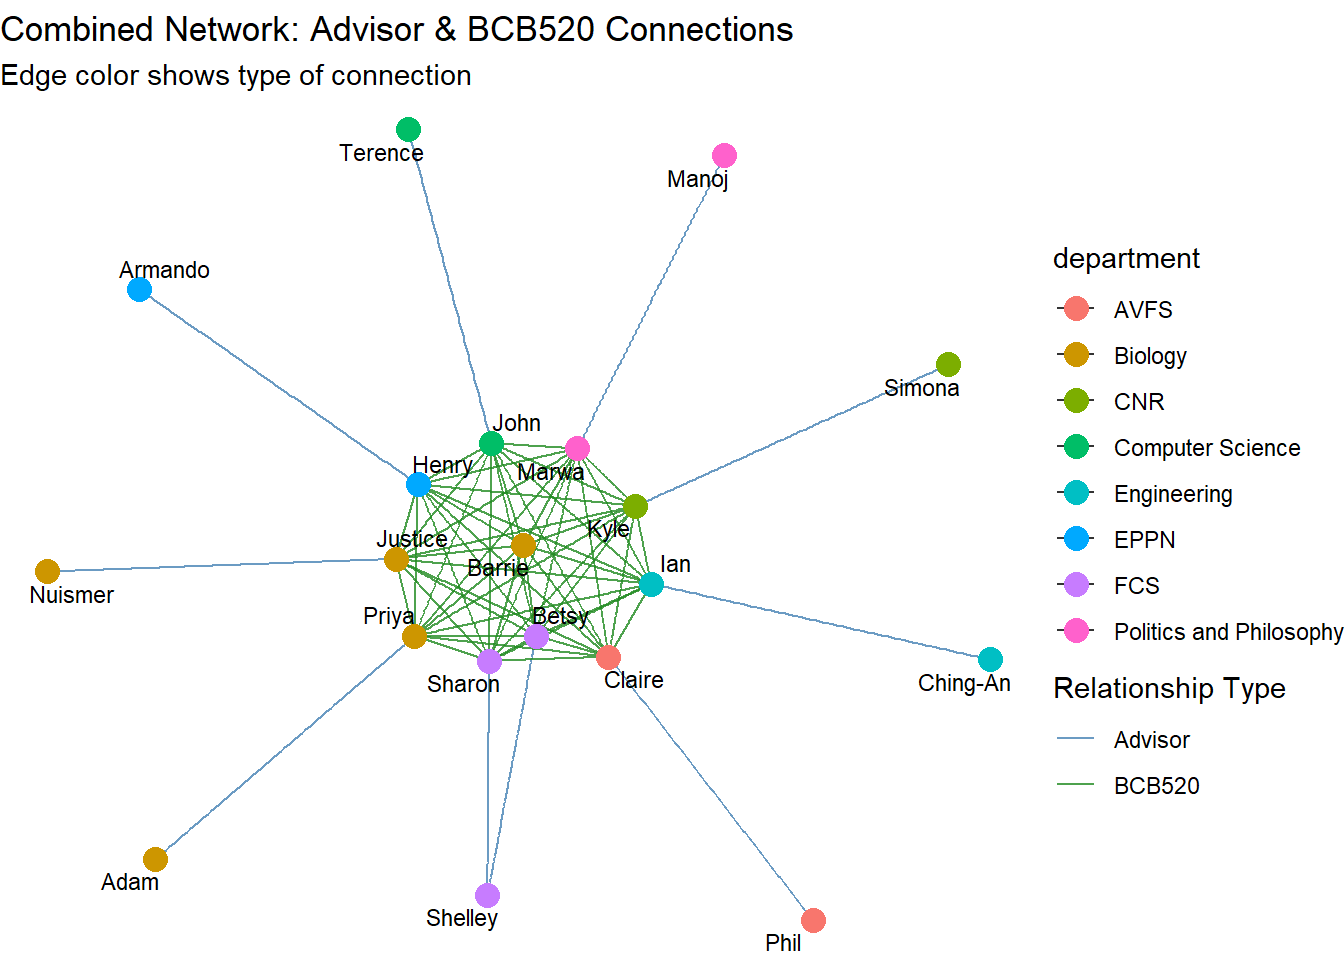 Combined Network: Advisor & BCB520 Connections
Edge color shows type of connection
Terence
Manoj
Armando
Simona
John
Marwa
Henry
Kyle
Justice
Barrie
Ian
Nuismer
Priya
Betsy
Sharon
Claire
Ching-An
Adam
Shelley
Phil
department
AVFS
Biology
CNR
Computer Science
Engineering
EPPN
FCS
Politics and Philosophy
Relationship Type
Advisor
BCB520